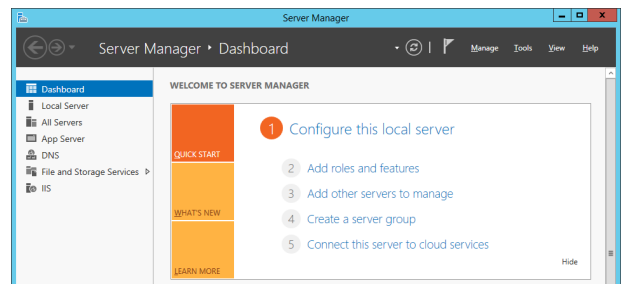 Server Manager
Server Manager ‣ Dashboard
Manage Tools View Help
Dashboard
Local Server
All Servers
App Server
DNS
File and Storage Services
IIS
WELCOME TO SERVER MANAGER
QUICK START
WHAT'S NEW
LEARN MORE
1 Configure this local server
2 Add roles and features
3 Add other servers to manage
4 Create a server group
5 Connect this server to cloud services
Hide